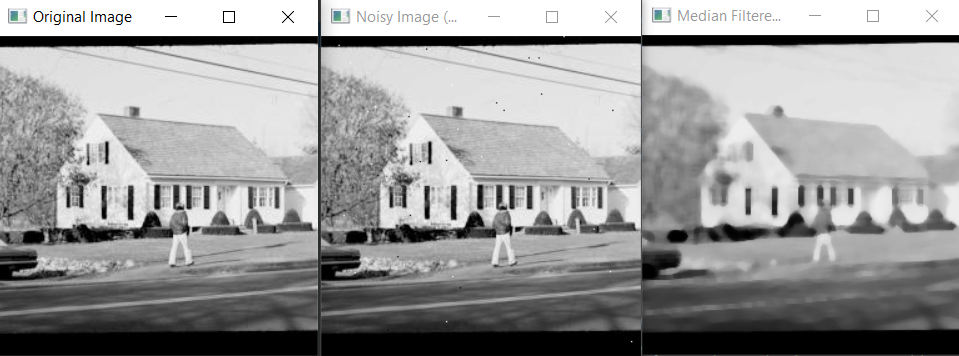 Original Image
Noisy Image (...
Median Filtere...